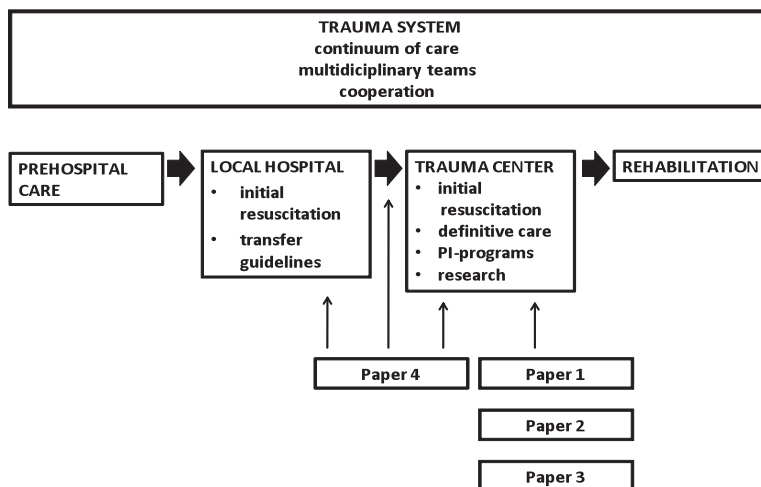 TRAUMA SYSTEM
continuum of care
multidiciplinary teams
cooperation
PREHOSPITAL
CARE
LOCAL HOSPITAL
• initial
resuscitation
• transfer
guidelines
TRAUMA CENTER
• initial
resuscitation
• definitive care
• PI-programs
• research
REHABILITATION
Paper 4
Paper 1
Paper 2
Paper 3